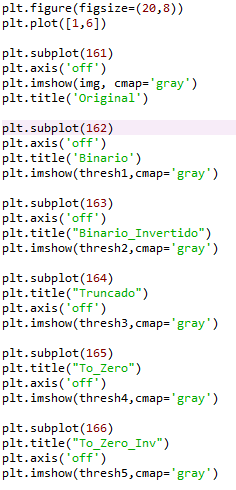 plt.figure(figsize=(20,8))
plt.plot([1,6])
plt.subplot(161)
plt.axis('off')
plt.imshow(img, cmap='gray')
plt.title('Original')
plt.subplot(162)
plt.axis('off')
plt.title('Binario')
plt.imshow(thresh1,cmap='gray')
plt.subplot(163)
plt.axis('off')
plt.title("Binario_Invertido")
plt.imshow(thresh2,cmap='gray')
plt.subplot(164)
plt.title("Truncado")
plt.axis('off')
plt.imshow(thresh3,cmap='gray')
plt.subplot(165)
plt.title("To_Zero")
plt.axis('off')
plt.imshow(thresh4,cmap='gray')
plt.subplot(166)
plt.title("To_Zero_Inv")
plt.axis('off')
plt.imshow(thresh5,cmap='gray')